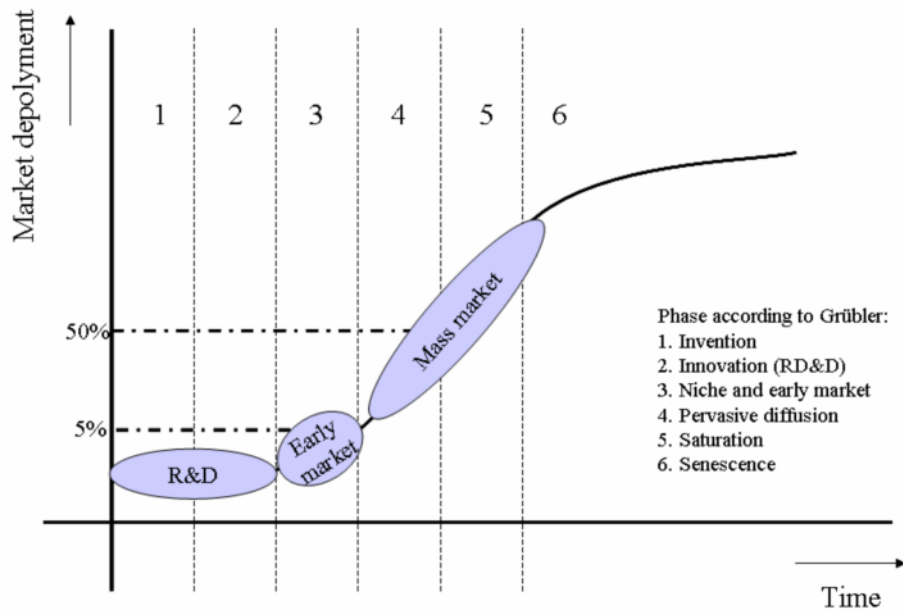 Market depolyment
1 2 3 4 5 6
50%
5%
R&D
Early
market
Mass market
Phase according to Grübler:
1. Invention
2. Innovation (RD&D)
3. Niche and early market
4. Pervasive diffusion
5. Saturation
6. Senescence
Time